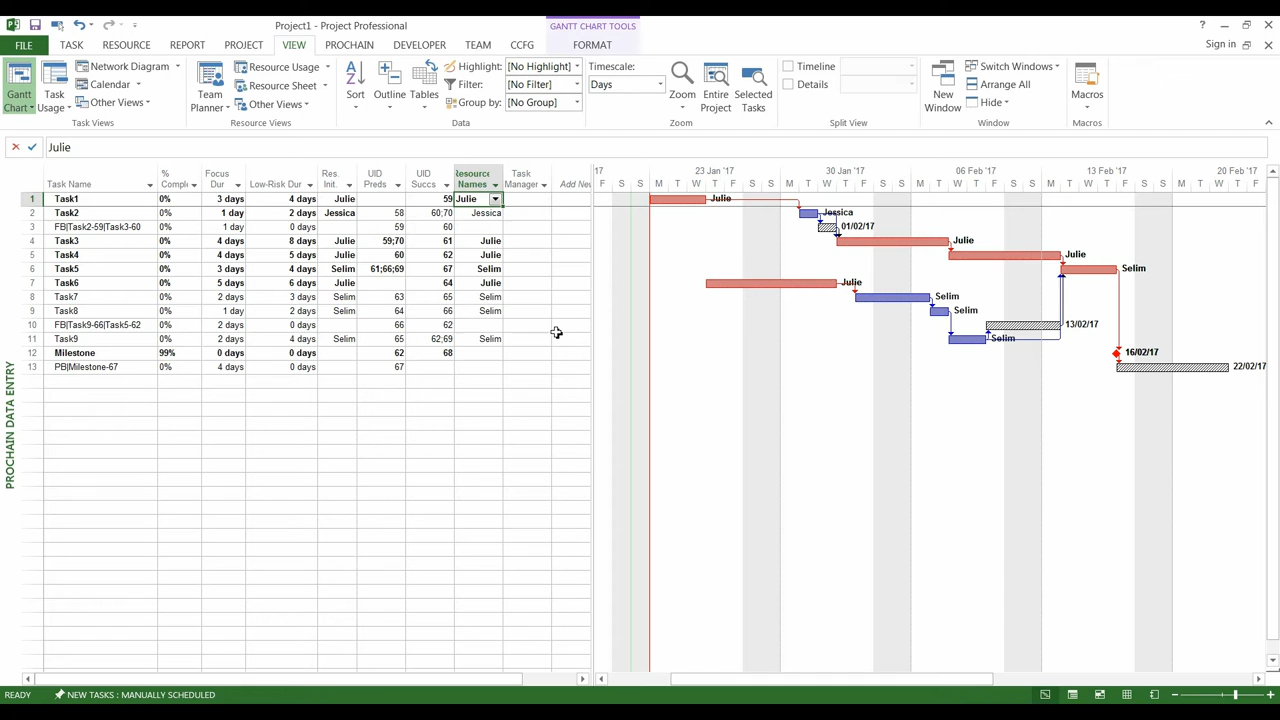 Project1 - Project Professional
GANTT CHART TOOLS
Sign in
FILE TASK RESOURCE REPORT PROJECT VIEW PROCHAIN DEVELOPER TEAM CCFG FORMAT
Gantt Chart
Task Usage
Network Diagram
Calendar
Other Views
Task Views
Team Planner
Resource Usage
Resource Sheet
Other Views
Resource Views
Sort
Outline
Tables
Highlight: [No Highlight]
Filter: [No Filter]
Group by: [No Group]
Data
Timescale:
Days
Zoom
Entire Project
Selected Tasks
Zoom
Timeline
Details
Split View
New Window
Switch Windows
Arrange All
Hide
Window
Macros
Macros
Julie
Task Name % Compl Focus Dur Low-Risk Dur Res. Init. UID Preds UID Succs Resource Names Task Manager Add New
'17 23 Jan '17 30 Jan '17 06 Feb '17 13 Feb '17 20 Feb '17
F S S M T W T F S S M T W T F S S M T W T F S S M T W T F S S M T W T F
1 Task1 0% 3 days 4 days Julie 59 Julie
2 Task2 0% 1 day 2 days Jessica 58 60;70 Jessica
3 FB|Task2-59|Task3-60 0% 1 day 0 days 59 60
4 Task3 0% 4 days 8 days Julie 59;70 61 Julie
5 Task4 0% 4 days 5 days Julie 60 62 Julie
6 Task5 0% 3 days 4 days Selim 61;66;69 67 Selim
7 Task6 0% 5 days 6 days Julie 64 Julie
8 Task7 0% 2 days 3 days Selim 63 65 Selim
9 Task8 0% 1 day 2 days Selim 64 66 Selim
10 FB|Task9-66|Task5-62 0% 2 days 0 days 66 62
11 Task9 0% 2 days 4 days Selim 65 62;69 Selim
12 Milestone 99% 0 days 0 days 62 68
13 PB|Milestone-67 0% 4 days 0 days 67
Julie
Jessica
01/02/17
Julie
Julie
Selim
Julie
Selim
Selim
13/02/17
Selim
16/02/17
22/02/17
PROCHAIN DATA ENTRY
READY NEW TASKS : MANUALLY SCHEDULED